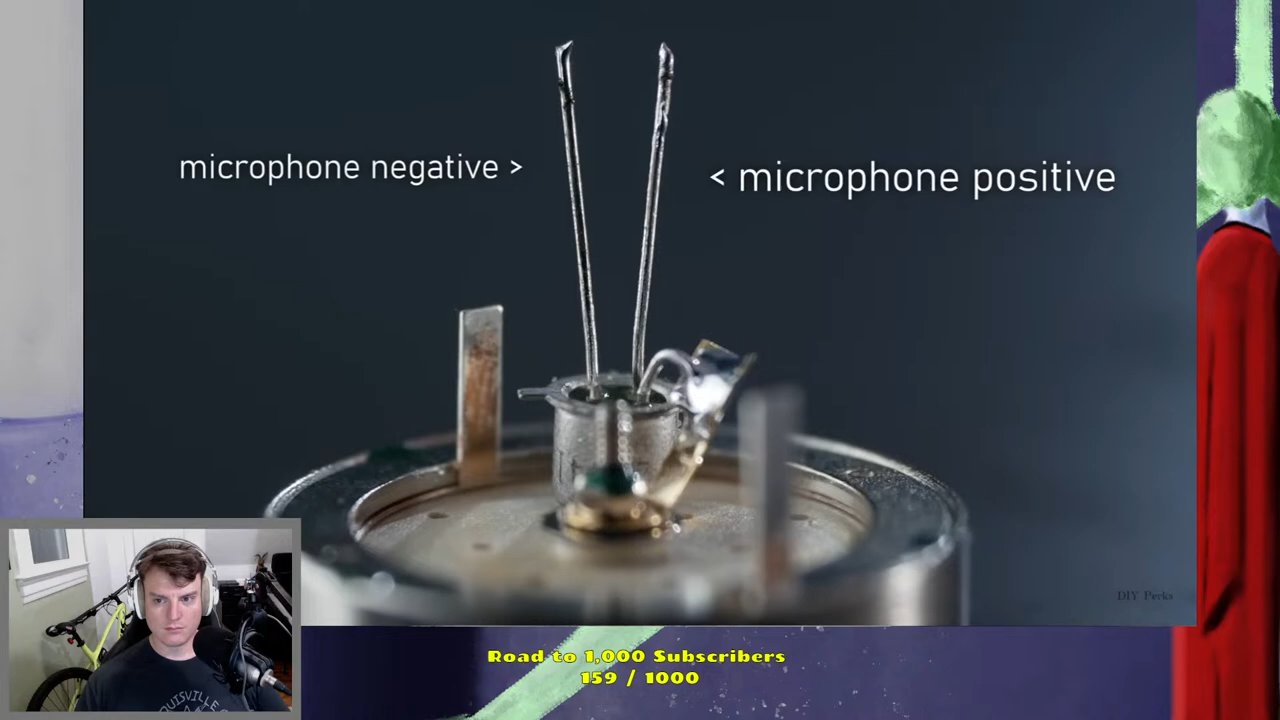 microphone negative >
< microphone positive
DIY Perks
Road to 1,000 Subscribers
159 / 1000